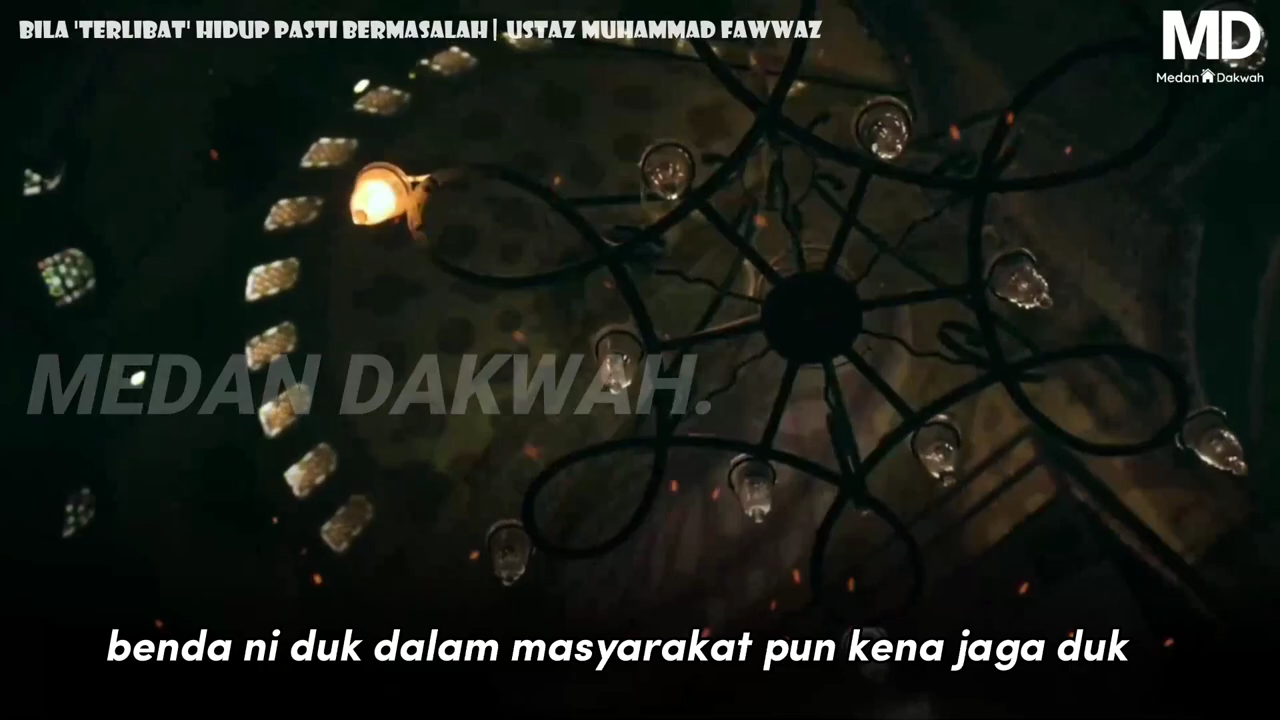 BILA 'TERLIBAT' HIDUP PASTI BERMASALAH | USTAZ MUHAMMAD FAWWAZ
MD
Medan Dakwah
MEDAN DAKWAH.
benda ni duk dalam masyarakat pun kena jaga duk